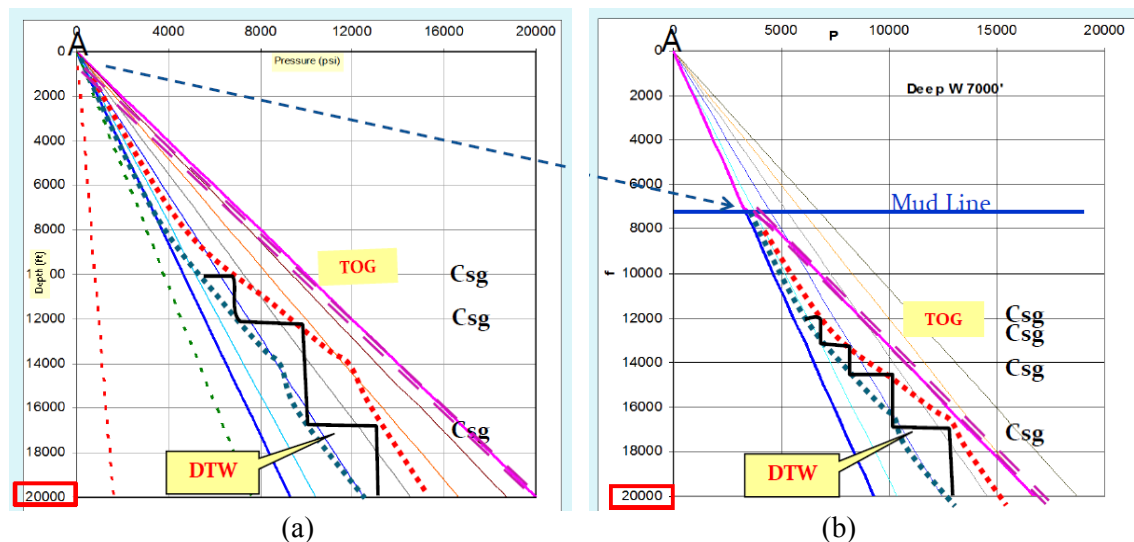 A
0 4000 8000 12000 16000 20000
Pressure (psi)
0
2000
4000
6000
8000
10000
12000
14000
16000
18000
20000
Depth (ft)
TOG
Csg
Csg
Csg
DTW
(a)
A
0 5000 10000 15000 20000
P
Deep W 7000'
0
2000
4000
6000
8000
10000
12000
14000
16000
18000
20000
f
Mud Line
TOG
Csg
Csg
Csg
Csg
DTW
(b)